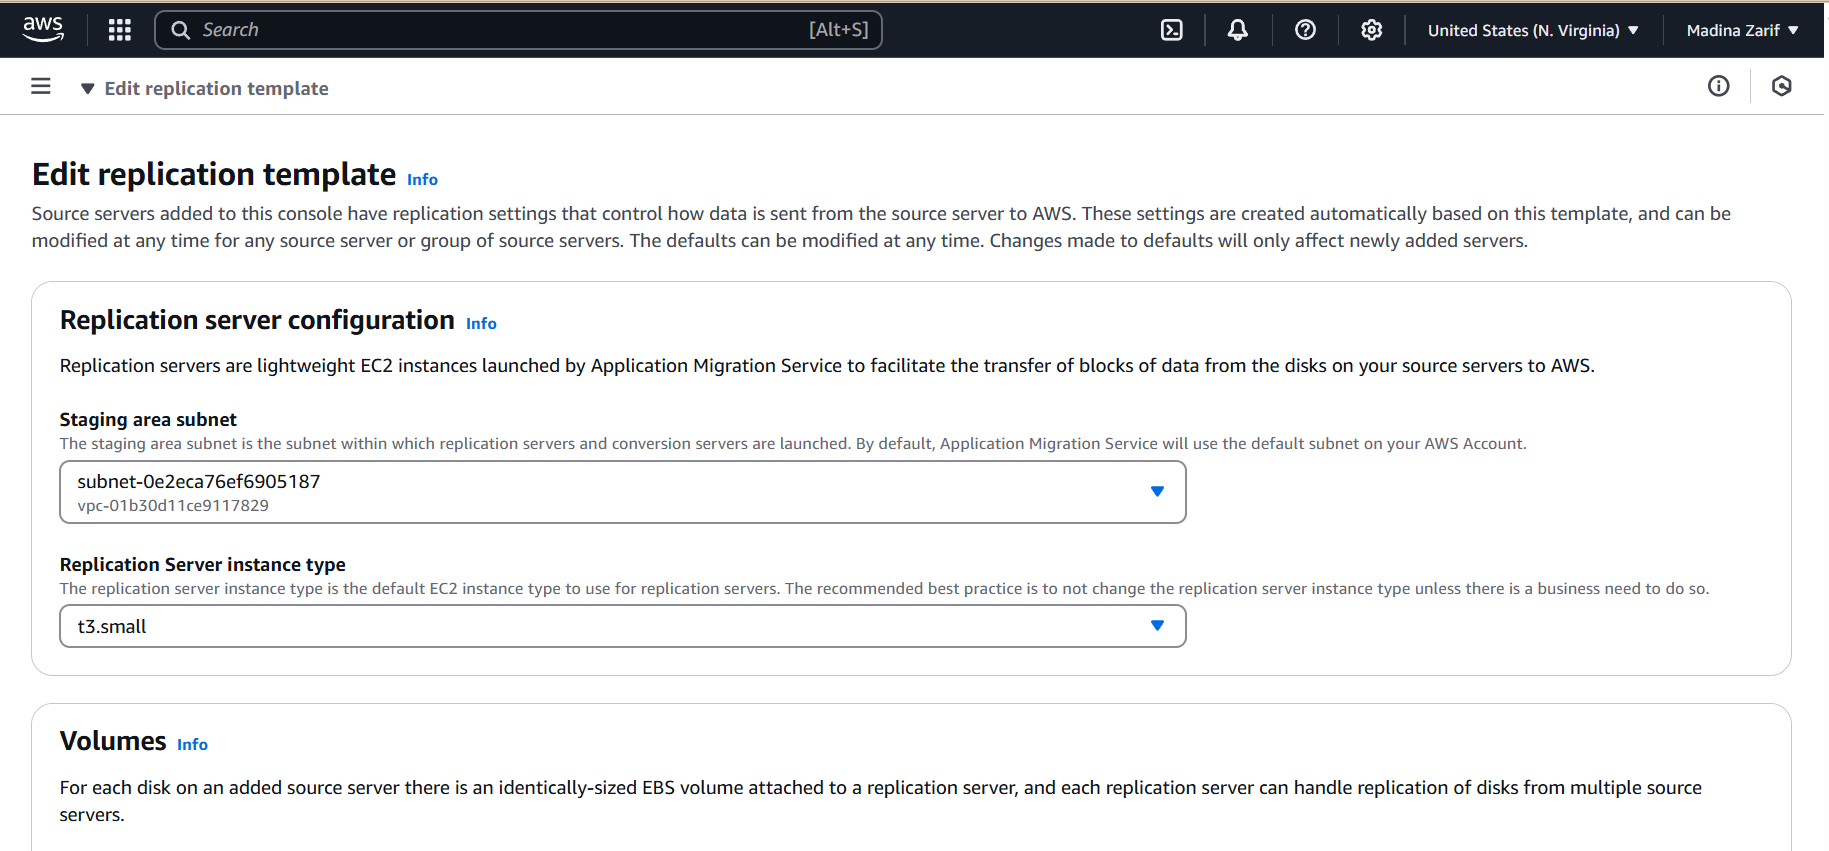 aws
Search [Alt+S]
United States (N. Virginia)
Madina Zarif
Edit replication template
Edit replication template Info
Source servers added to this console have replication settings that control how data is sent from the source server to AWS. These settings are created automatically based on this template, and can be
modified at any time for any source server or group of source servers. The defaults can be modified at any time. Changes made to defaults will only affect newly added servers.
Replication server configuration Info
Replication servers are lightweight EC2 instances launched by Application Migration Service to facilitate the transfer of blocks of data from the disks on your source servers to AWS.
Staging area subnet
The staging area subnet is the subnet within which replication servers and conversion servers are launched. By default, Application Migration Service will use the default subnet on your AWS Account.
subnet-0e2eca76ef6905187
vpc-01b30d11ce9117829
Replication Server instance type
The replication server instance type is the default EC2 instance type to use for replication servers. The recommended best practice is to not change the replication server instance type unless there is a business need to do so.
t3.small
Volumes Info
For each disk on an added source server there is an identically-sized EBS volume attached to a replication server, and each replication server can handle replication of disks from multiple source
servers.